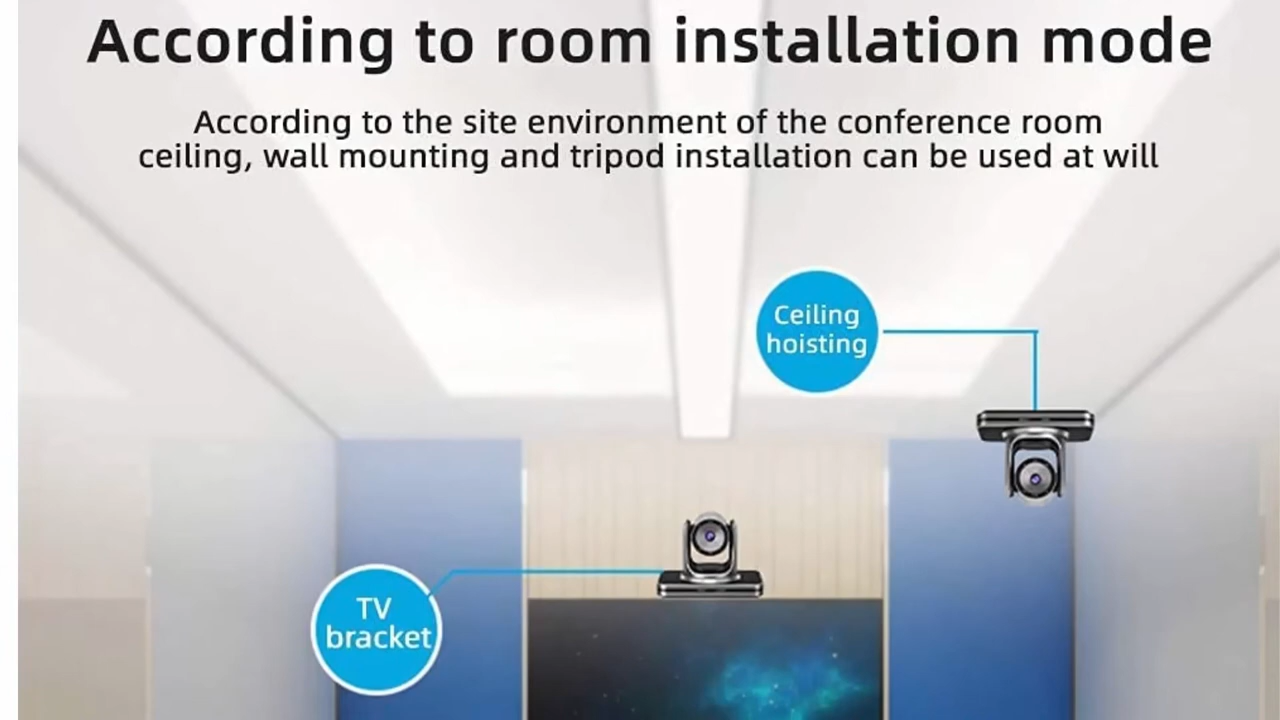 According to room installation mode
According to the site environment of the conference room
ceiling, wall mounting and tripod installation can be used at will
Ceiling
hoisting
TV
bracket